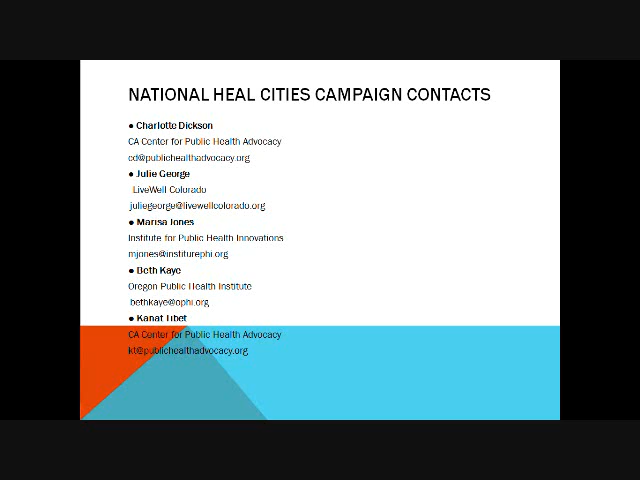 NATIONAL HEAL CITIES CAMPAIGN CONTACTS
● Charlotte Dickson
CA Center for Public Health Advocacy
cd@publichealthadvocacy.org
● Julie George
LiveWell Colorado
juliegeorge@livewellcolorado.org
● Marisa Jones
Institute for Public Health Innovations
mjones@institurephi.org
● Beth Kaye
Oregon Public Health Institute
bethkaye@ophi.org
● Kanat Tibet
CA Center for Public Health Advocacy
kt@publichealthadvocacy.org